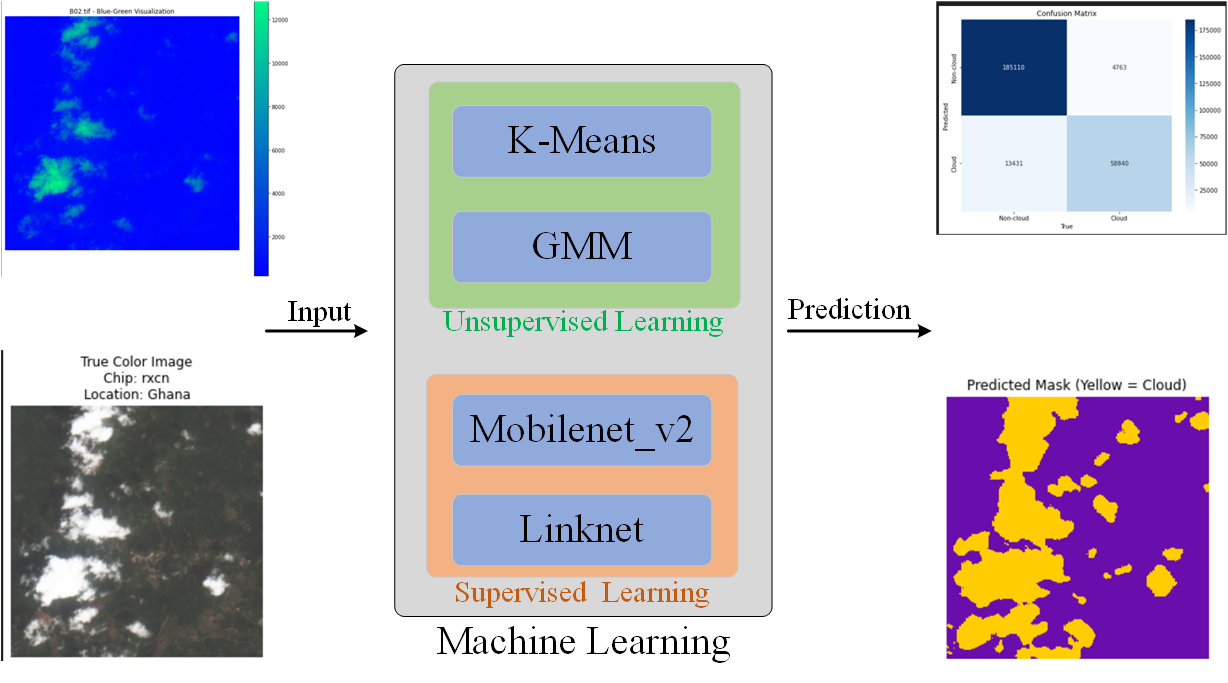 B02.tif - Blue-Green Visualization
12000
10000
8000
6000
4000
2000
True Color Image
Chip: rxcn
Location: Ghana
Input
K-Means
GMM
Unsupervised Learning
Mobilenet_v2
Linknet
Supervised Learning
Machine Learning
Prediction
Confusion Matrix
Non-cloud
Cloud
Predicted
185110
4763
13431
58840
Non-cloud
Cloud
True
175000
150000
125000
100000
75000
50000
25000
Predicted Mask (Yellow = Cloud)